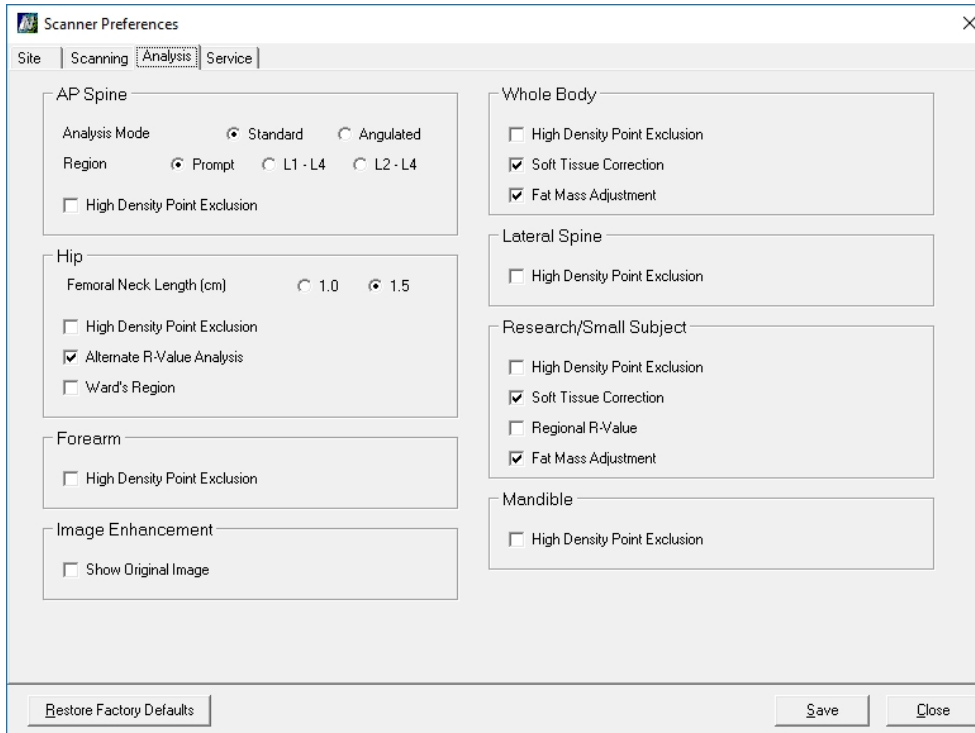 Scanner Preferences
Site Scanning Analysis Service
AP Spine
Analysis Mode Standard Angulated
Region Prompt L1 - L4 L2 - L4
High Density Point Exclusion
Hip
Femoral Neck Length (cm) 1.0 1.5
High Density Point Exclusion
Alternate R-Value Analysis
Ward's Region
Forearm
High Density Point Exclusion
Image Enhancement
Show Original Image
Whole Body
High Density Point Exclusion
Soft Tissue Correction
Fat Mass Adjustment
Lateral Spine
High Density Point Exclusion
Research/Small Subject
High Density Point Exclusion
Soft Tissue Correction
Regional R-Value
Fat Mass Adjustment
Mandible
High Density Point Exclusion
Restore Factory Defaults Save Close